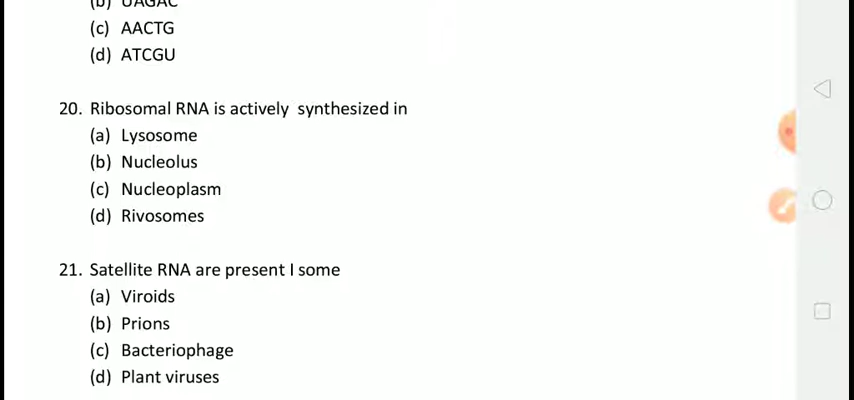 (b) UAGAC
(c) AACTG
(d) ATCGU
20. Ribosomal RNA is actively synthesized in
(a) Lysosome
(b) Nucleolus
(c) Nucleoplasm
(d) Rivosomes
21. Satellite RNA are present I some
(a) Viroids
(b) Prions
(c) Bacteriophage
(d) Plant viruses